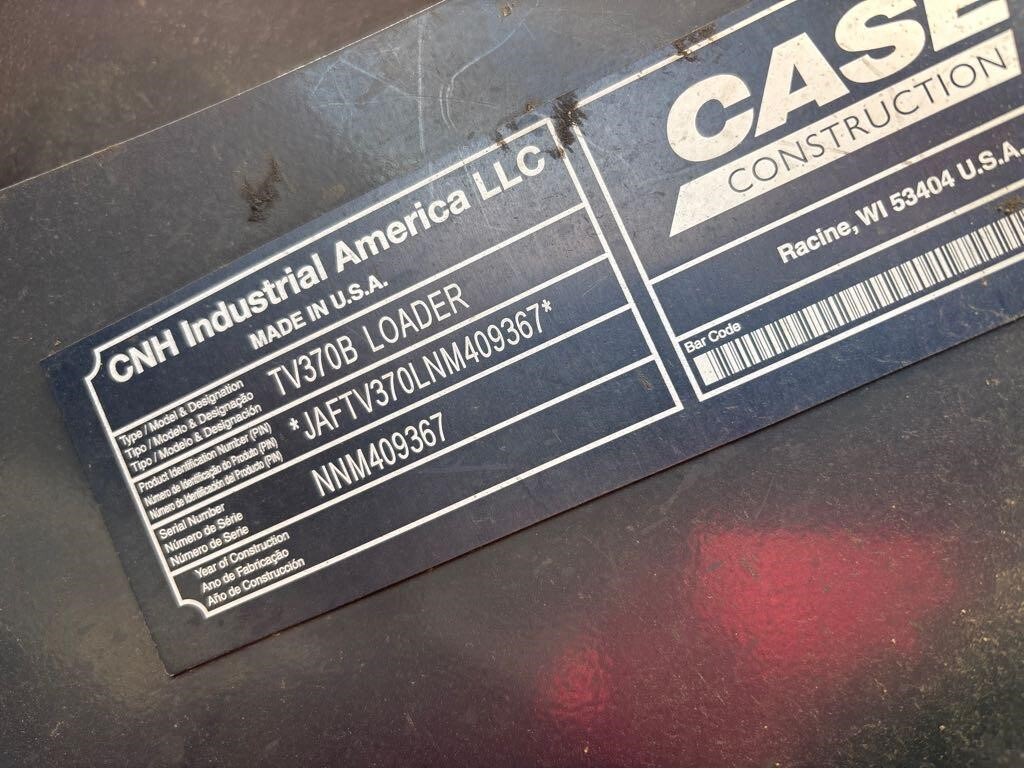 CNH Industrial America LLC
MADE IN U.S.A.
Type / Model & Designation
Tipo / Modelo & Designação
Tipo / Modelo & Designación
TV370B LOADER
Product Identification Number (PIN)
Número de Identificação do Produto (PIN)
Número de Identificación del Producto (PIN)
*JAFTV370LNM409367*
Serial Number
Número de Série
Número de Serie
NNM409367
Year of Construction
Ano de Fabricação
Año de Construcción
CASE
CONSTRUCTION
Racine, WI 53404 U.S.A.
Bar Code